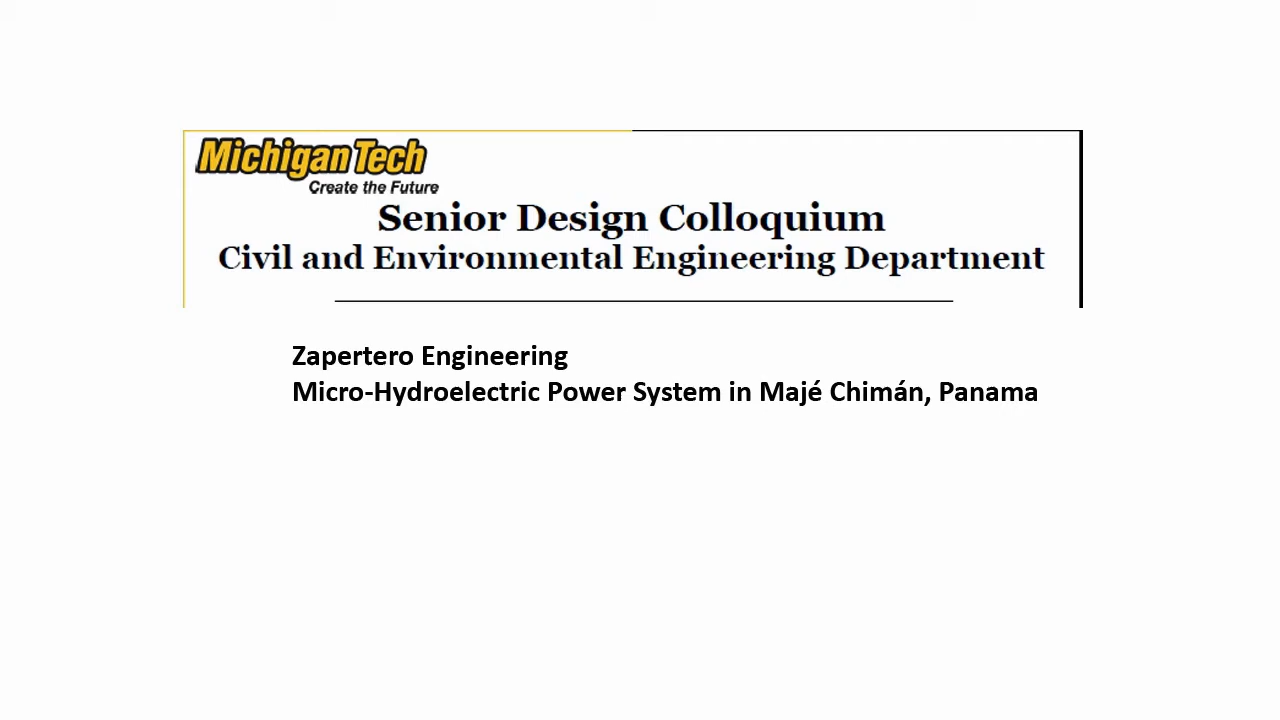 Michigan Tech
Create the Future
Senior Design Colloquium
Civil and Environmental Engineering Department
Zapertero Engineering
Micro-Hydroelectric Power System in Majé Chimán, Panama